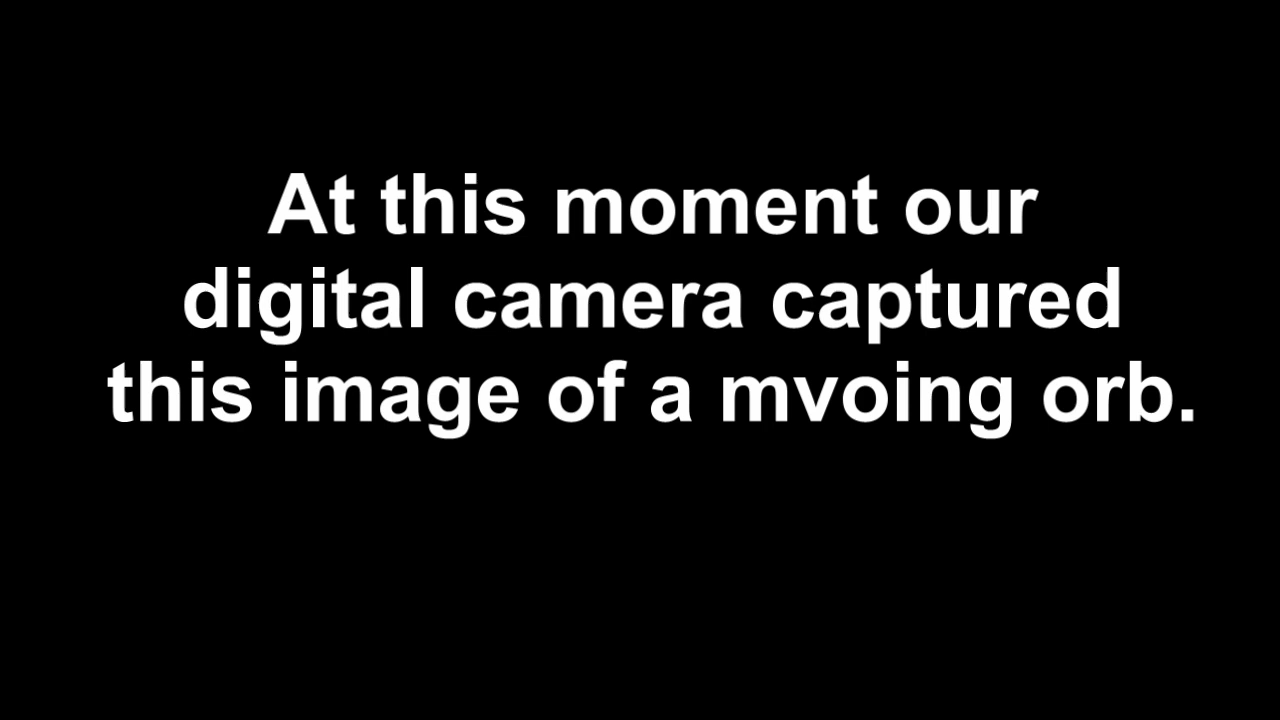 At this moment our
digital camera captured
this image of a mvoing orb.